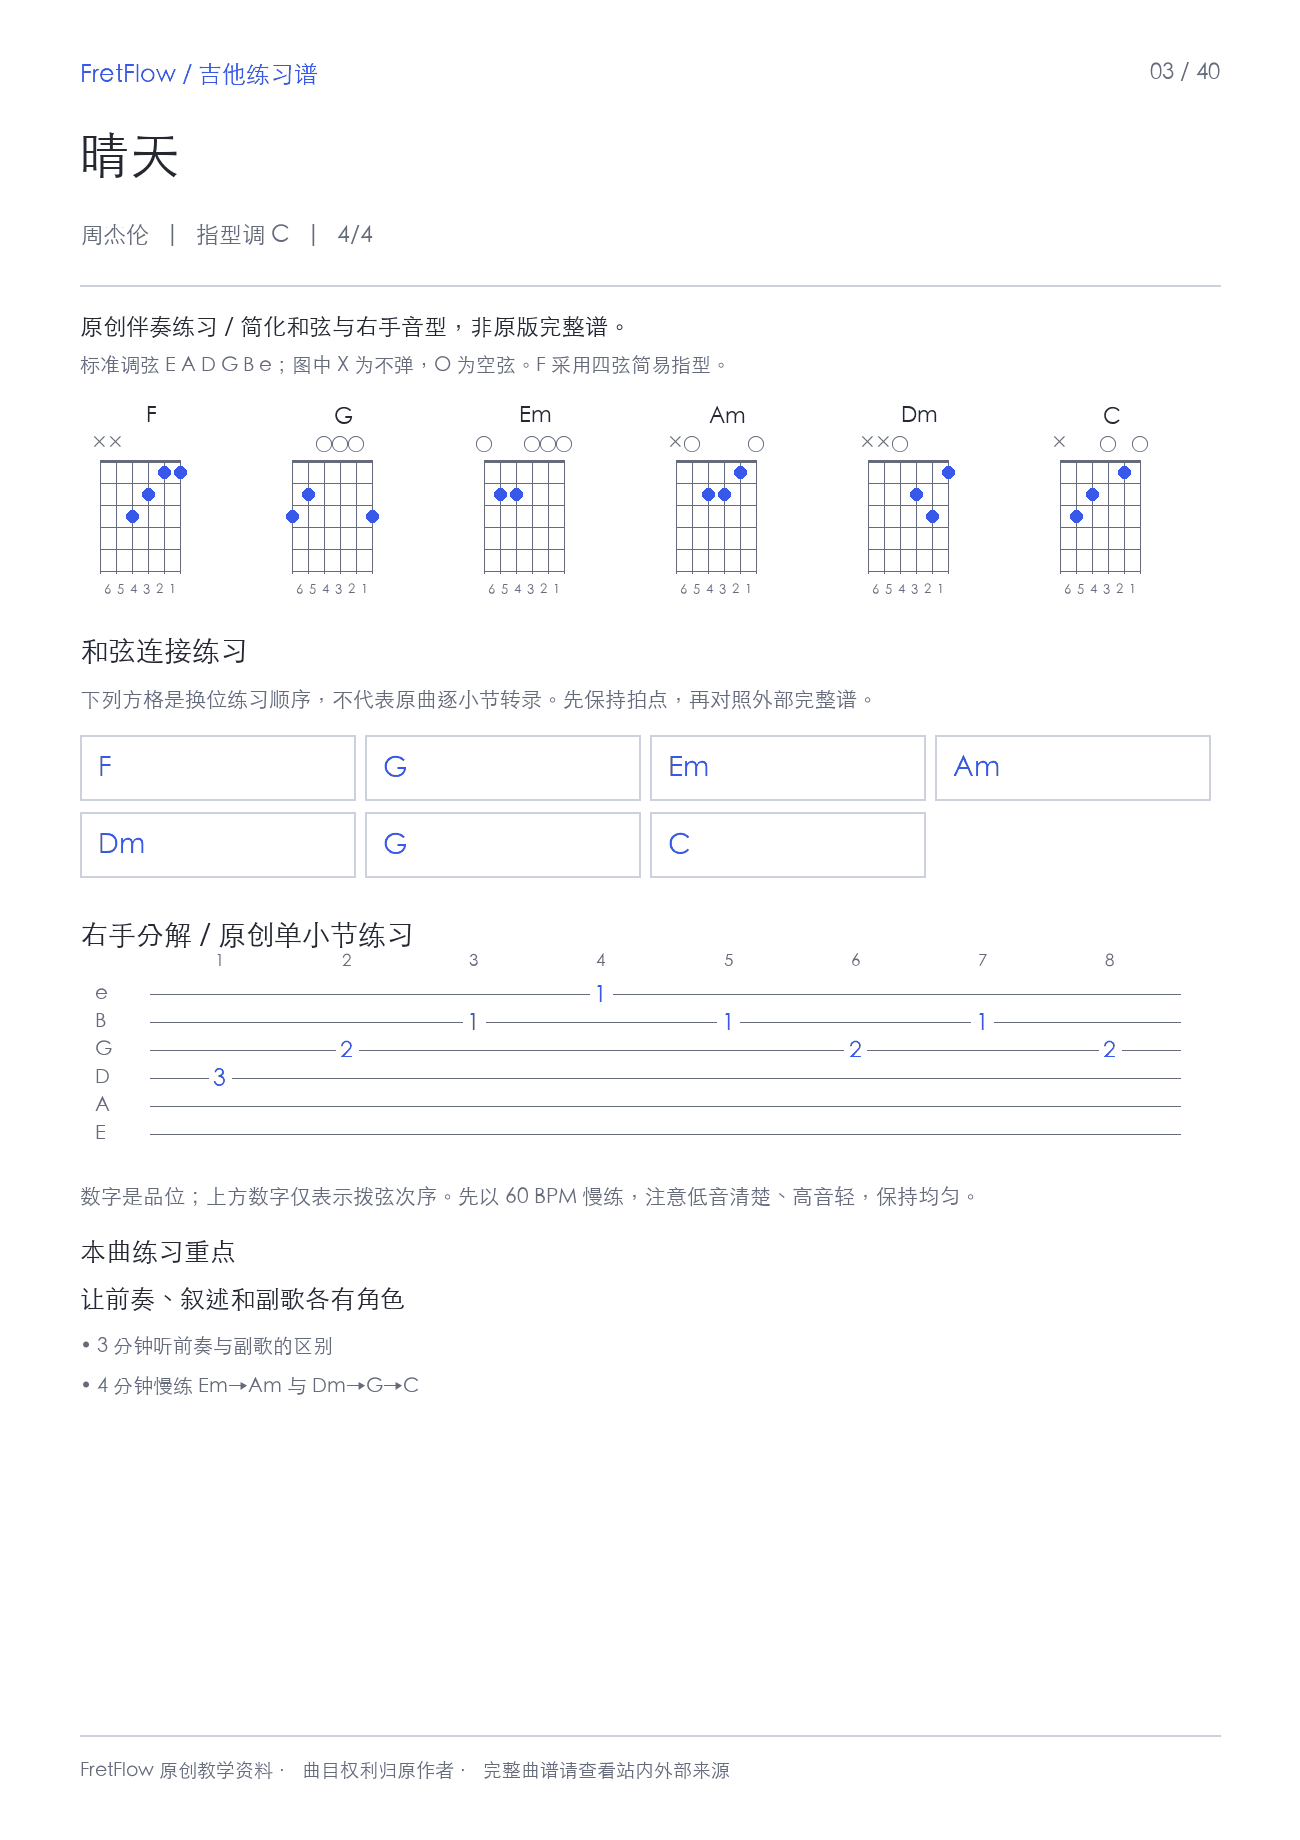 FretFlow / 吉他练习谱
03 / 40
晴天
周杰伦 | 指型调 C | 4/4
原创伴奏练习 / 简化和弦与右手音型，非原版完整谱。
标准调弦 E A D G B e；图中 X 为不弹，O 为空弦。F 采用四弦简易指型。
F G Em Am Dm C
6 5 4 3 2 1 6 5 4 3 2 1 6 5 4 3 2 1 6 5 4 3 2 1 6 5 4 3 2 1 6 5 4 3 2 1
和弦连接练习
下列方格是换位练习顺序，不代表原曲逐小节转录。先保持拍点，再对照外部完整谱。
F G Em Am
Dm G C
右手分解 / 原创单小节练习
1 2 3 4 5 6 7 8
e 1
B 1 1 1
G 2 2 2
D 3
A
E
数字是品位；上方数字仅表示拨弦次序。先以 60 BPM 慢练，注意低音清楚、高音轻，保持均匀。
本曲练习重点
让前奏、叙述和副歌各有角色
• 3 分钟听前奏与副歌的区别
• 4 分钟慢练 Em→Am 与 Dm→G→C
FretFlow 原创教学资料 · 曲目权利归原作者 · 完整曲谱请查看站内外部来源